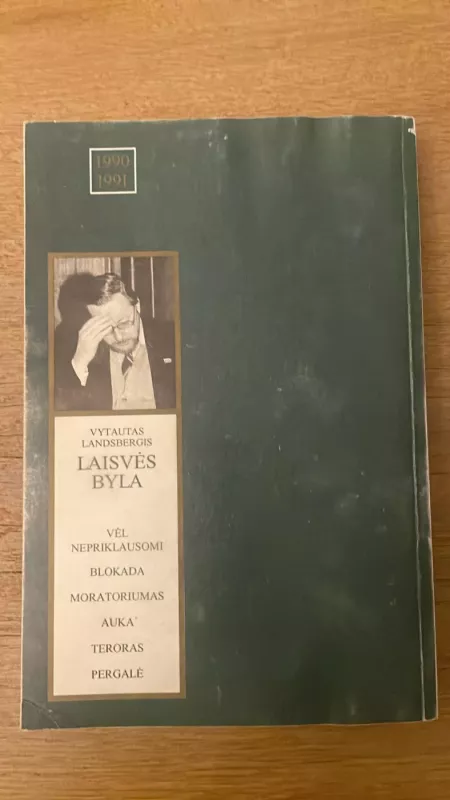 1990
1991
VYTAUTAS
LANDSBERGIS
LAISVĖS
BYLA
VĖL
NEPRIKLAUSOMI
BLOKADA
MORATORIUMAS
AUKA
TERORAS
PERGALĖ